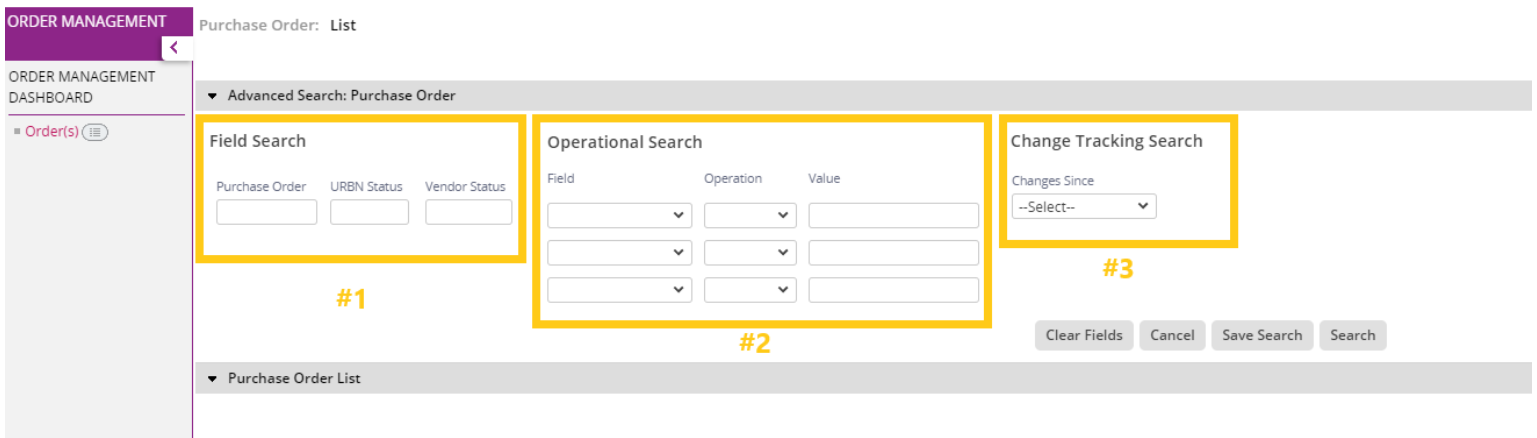 ORDER MANAGEMENT
Purchase Order: List
ORDER MANAGEMENT
DASHBOARD
Order(s)
Advanced Search: Purchase Order
Field Search
Purchase Order URBN Status Vendor Status
#1
Operational Search
Field Operation Value
#2
Change Tracking Search
Changes Since
--Select--
#3
Clear Fields Cancel Save Search Search
Purchase Order List